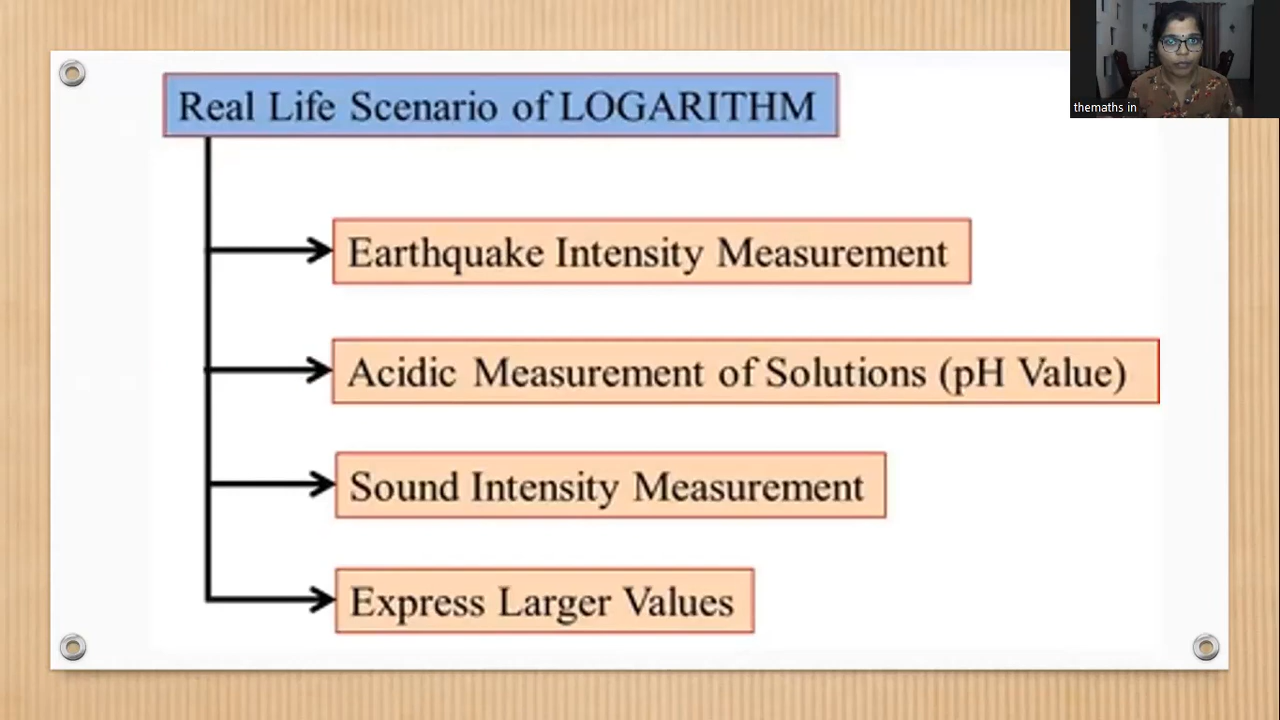 Real Life Scenario of LOGARITHM
themaths in
Earthquake Intensity Measurement
Acidic Measurement of Solutions (pH Value)
Sound Intensity Measurement
Express Larger Values